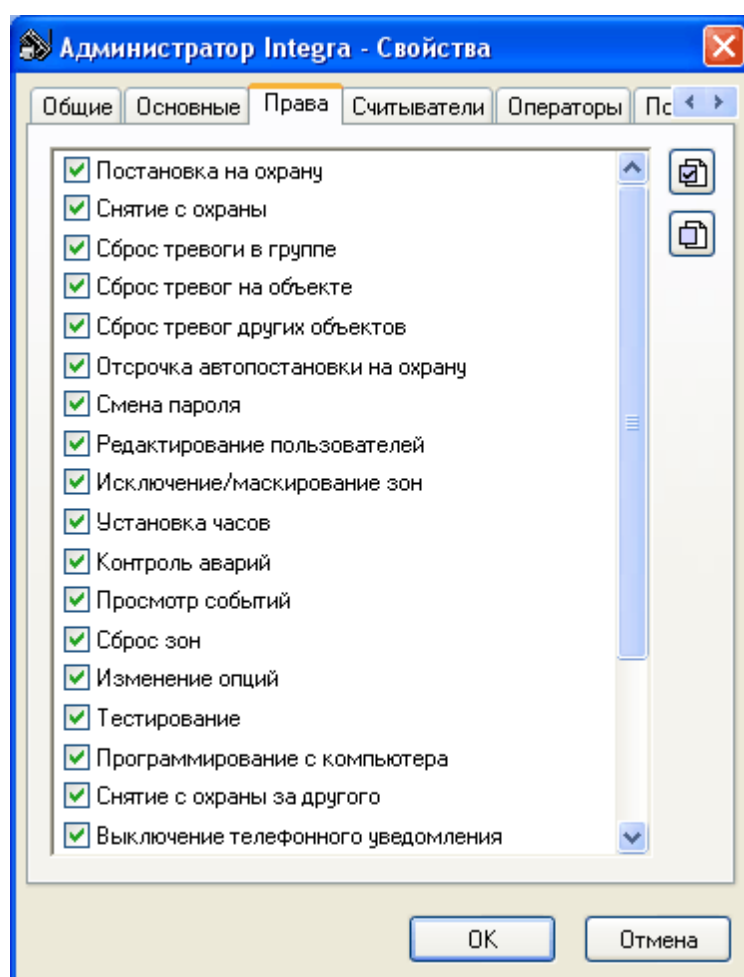 Администратор Integra - Свойства
Общие Основные Права Считыватели Операторы Пс
Постановка на охрану
Снятие с охраны
Сброс тревоги в группе
Сброс тревог на объекте
Сброс тревог других объектов
Отсрочка автопостановки на охрану
Смена пароля
Редактирование пользователей
Исключение/маскирование зон
Установка часов
Контроль аварий
Просмотр событий
Сброс зон
Изменение опций
Тестирование
Программирование с компьютера
Снятие с охраны за другого
Выключение телефонного уведомления
OK Отмена